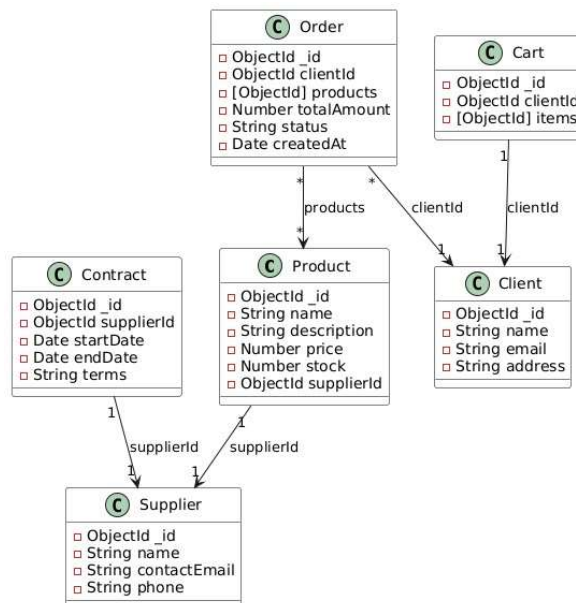 C Order
ObjectId _id
ObjectId clientId
[ObjectId] products
Number totalAmount
String status
Date createdAt
C Cart
ObjectId _id
ObjectId clientId
[ObjectId] items
* products *
* clientId 1
1 clientId 1
C Contract
ObjectId _id
ObjectId supplierId
Date startDate
Date endDate
String terms
C Product
ObjectId _id
String name
String description
Number price
Number stock
ObjectId supplierId
C Client
ObjectId _id
String name
String email
String address
1 supplierId 1
1 supplierId 1
C Supplier
ObjectId _id
String name
String contactEmail
String phone